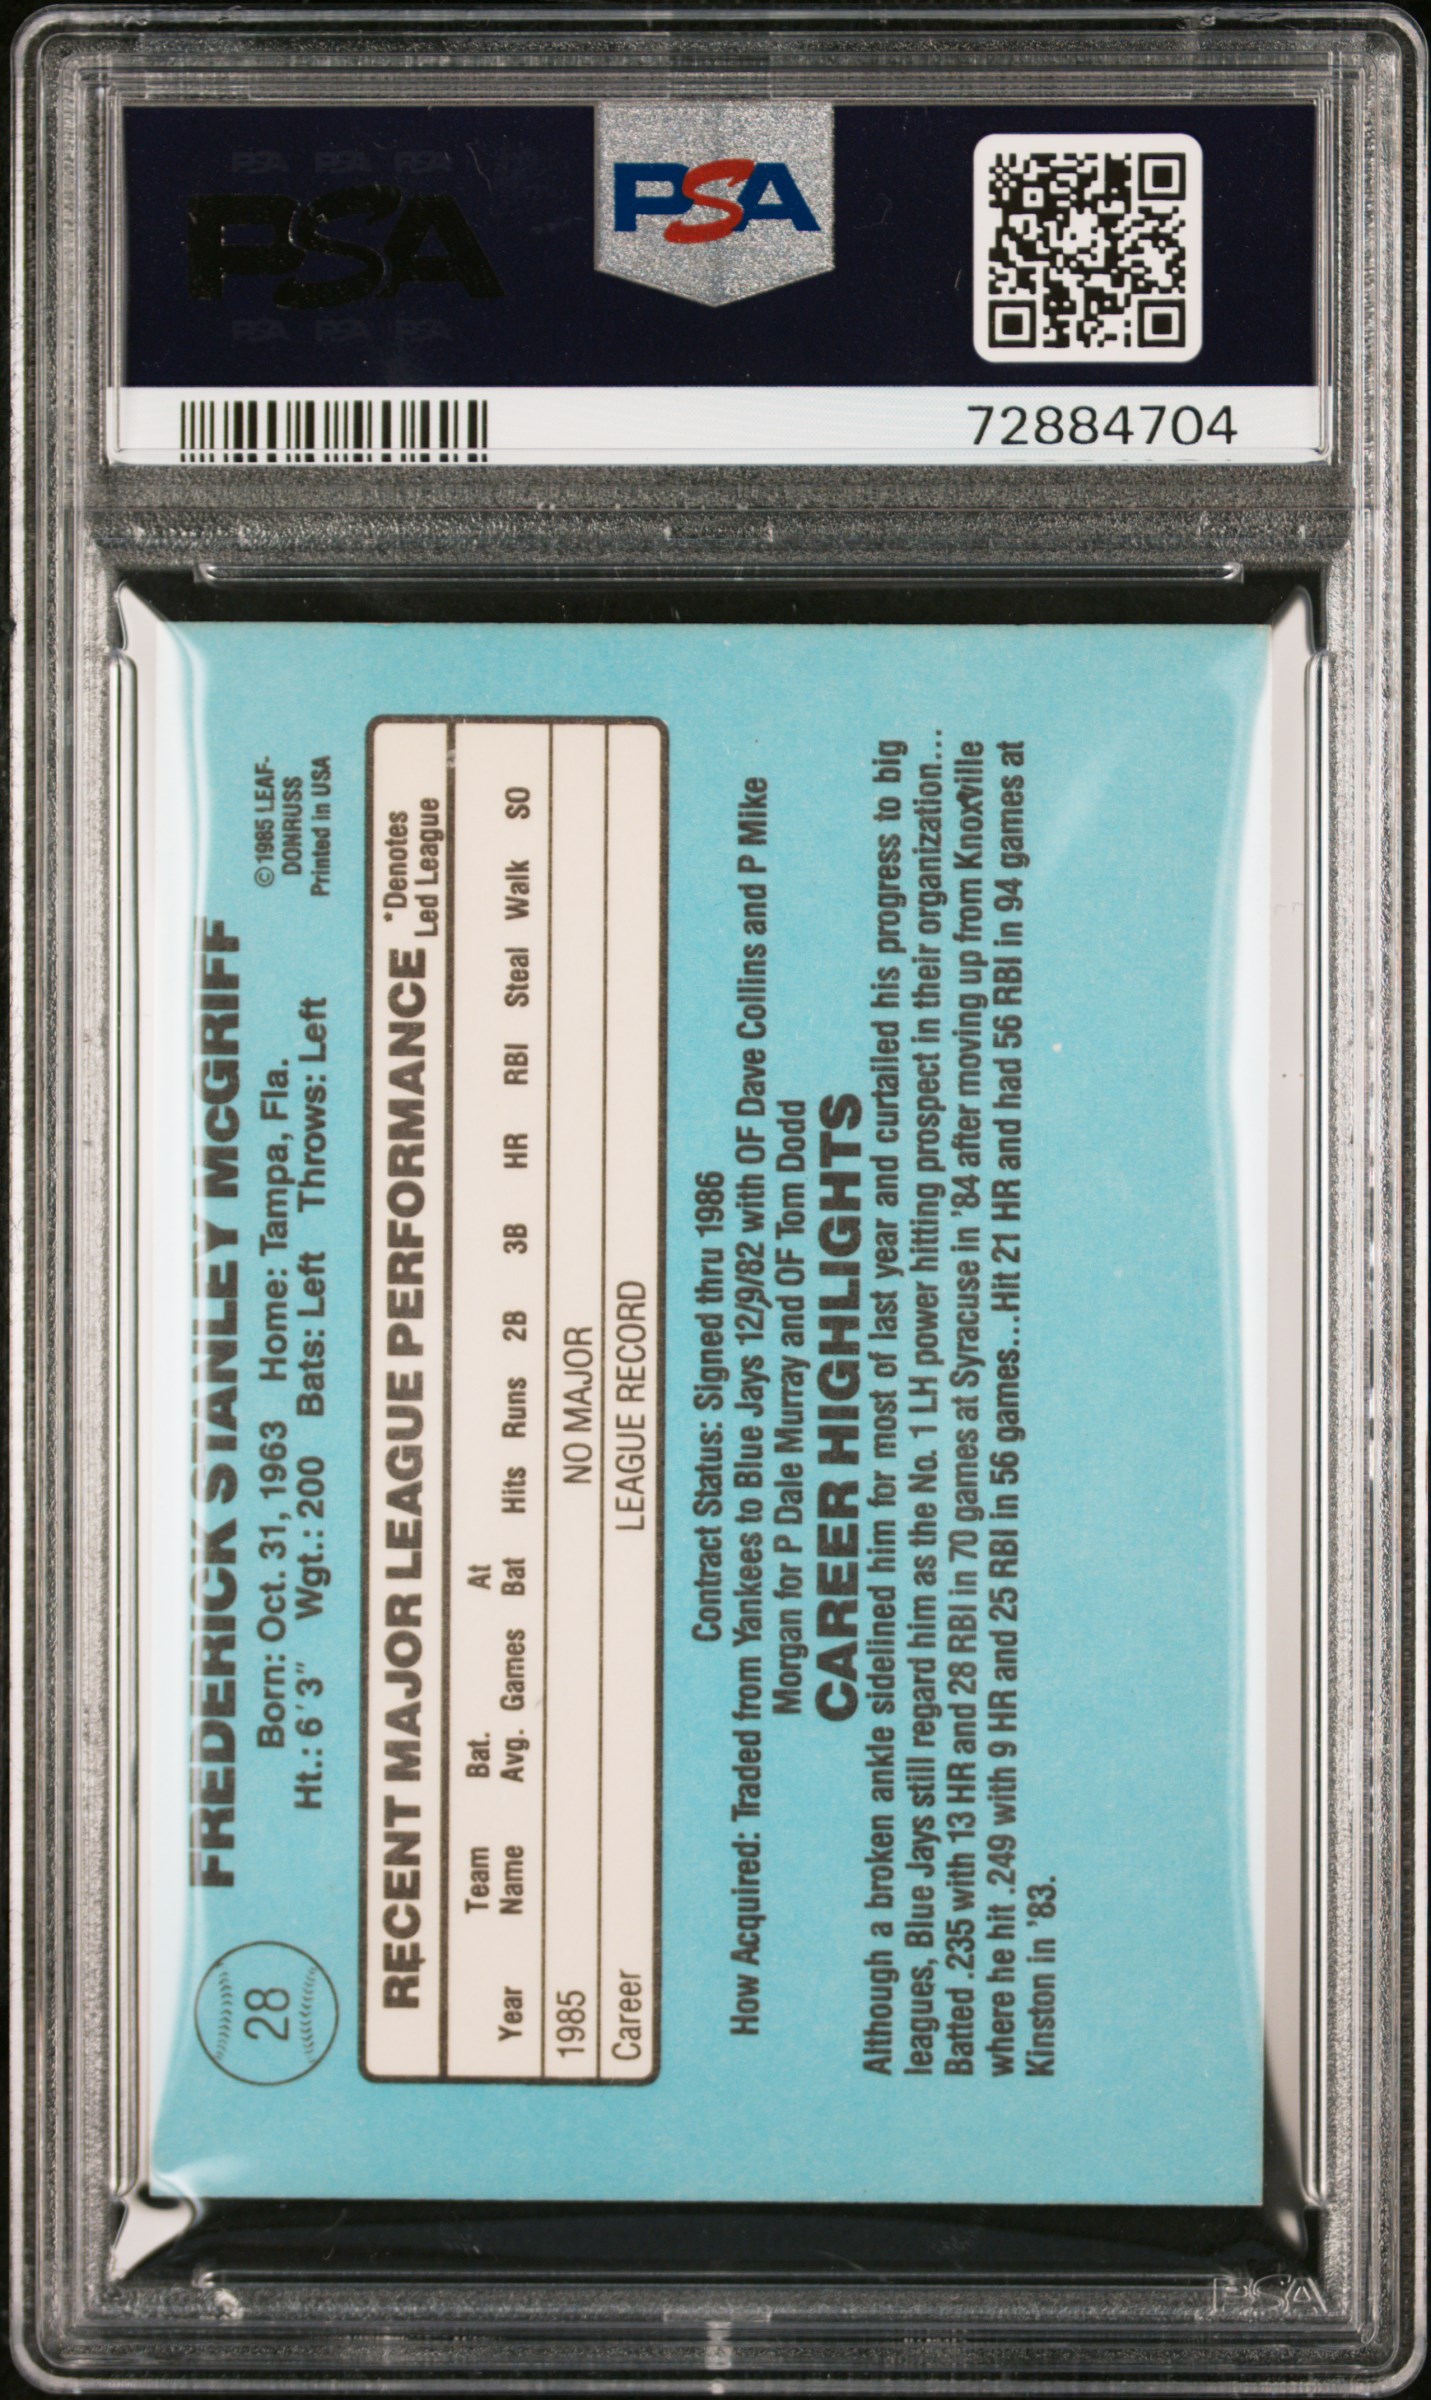 PSA PSA PSA
PSA
PSA PSA PSA
PSA
72884704
28
FREDERICK STANLEY McGRIFF
Born: Oct. 31, 1963 Home: Tampa, Fla.
Ht.: 6'3" Wgt.: 200 Bats: Left Throws: Left
© 1985 LEAF-
DONRUSS
Printed in USA
RECENT MAJOR LEAGUE PERFORMANCE
*Denotes
Led League
Team Bat. At
Year Name Avg. Games Bat Hits Runs 2B 3B HR RBI Steal Walk SO
1985 NO MAJOR
Career LEAGUE RECORD
Contract Status: Signed thru 1986
How Acquired: Traded from Yankees to Blue Jays 12/9/82 with OF Dave Collins and P Mike
Morgan for P Dale Murray and OF Tom Dodd
CAREER HIGHLIGHTS
Although a broken ankle sidelined him for most of last year and curtailed his progress to big
leagues, Blue Jays still regard him as the No. 1 LH power hitting prospect in their organization...
Batted .235 with 13 HR and 28 RBI in 70 games at Syracuse in '84 after moving up from Knoxville
where he hit .249 with 9 HR and 25 RBI in 56 games...Hit 21 HR and had 56 RBI in 94 games at
Kinston in '83.
PSA